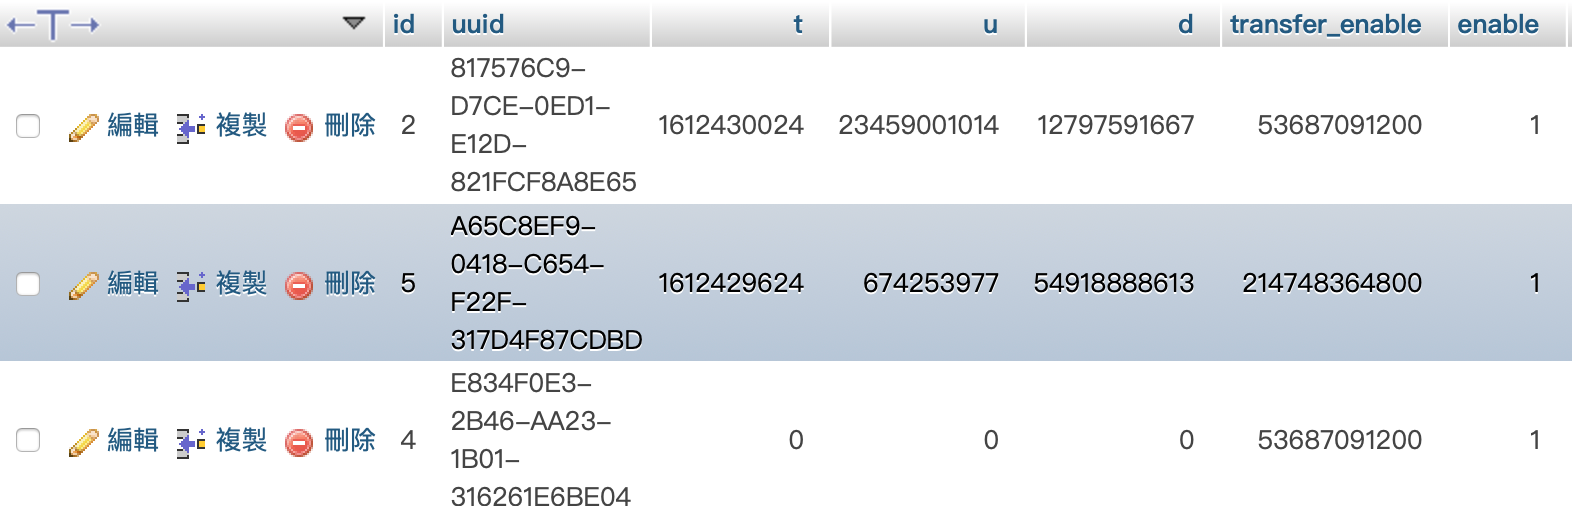 id uuid t u d transfer_enable enable
817576C9-
D7CE-0ED1-
編輯 複製 刪除 2 1612430024 23459001014 12797591667 53687091200 1
E12D-
821FCF8A8E65
A65C8EF9-
0418-C654-
編輯 複製 刪除 5 1612429624 674253977 54918888613 214748364800 1
F22F-
317D4F87CDBD
E834F0E3-
2B46-AA23-
編輯 複製 刪除 4 0 0 0 53687091200 1
1B01-
316261E6BE04